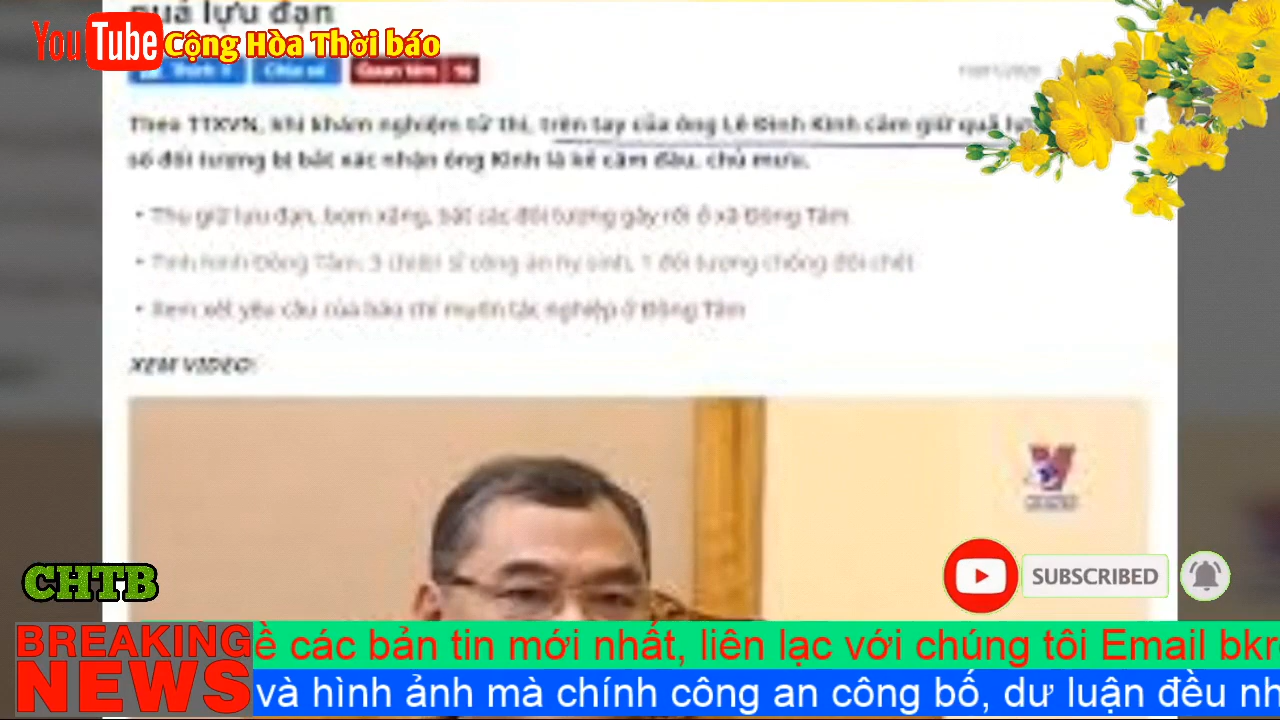 quả lựu đạn
YouTube Cộng Hòa Thời báo
Thích Chia sẻ Quan tâm 16
Theo TTXVN, khi khám nghiệm tử thi, trên tay của ông Lê Đình Kình cầm giữ quả
số đối tượng bị bắt xác nhận ông Kình là kẻ cầm đầu, chủ mưu.
• Thu giữ lựu đạn, bom xăng, bắt các đối tượng gây rối ở xã Đồng Tâm
• Tình hình Đồng Tâm: 3 chiến sĩ công an hy sinh, 1 đối tượng chống đối chết
• Xem xét yêu cầu của báo chí muốn tác nghiệp ở Đồng Tâm
XEM VIDEO:
CHTB
SUBSCRIBED
BREAKING NEWS
ề các bản tin mới nhất, liên lạc với chúng tôi Email bkr
và hình ảnh mà chính công an công bố, dư luận đều nh